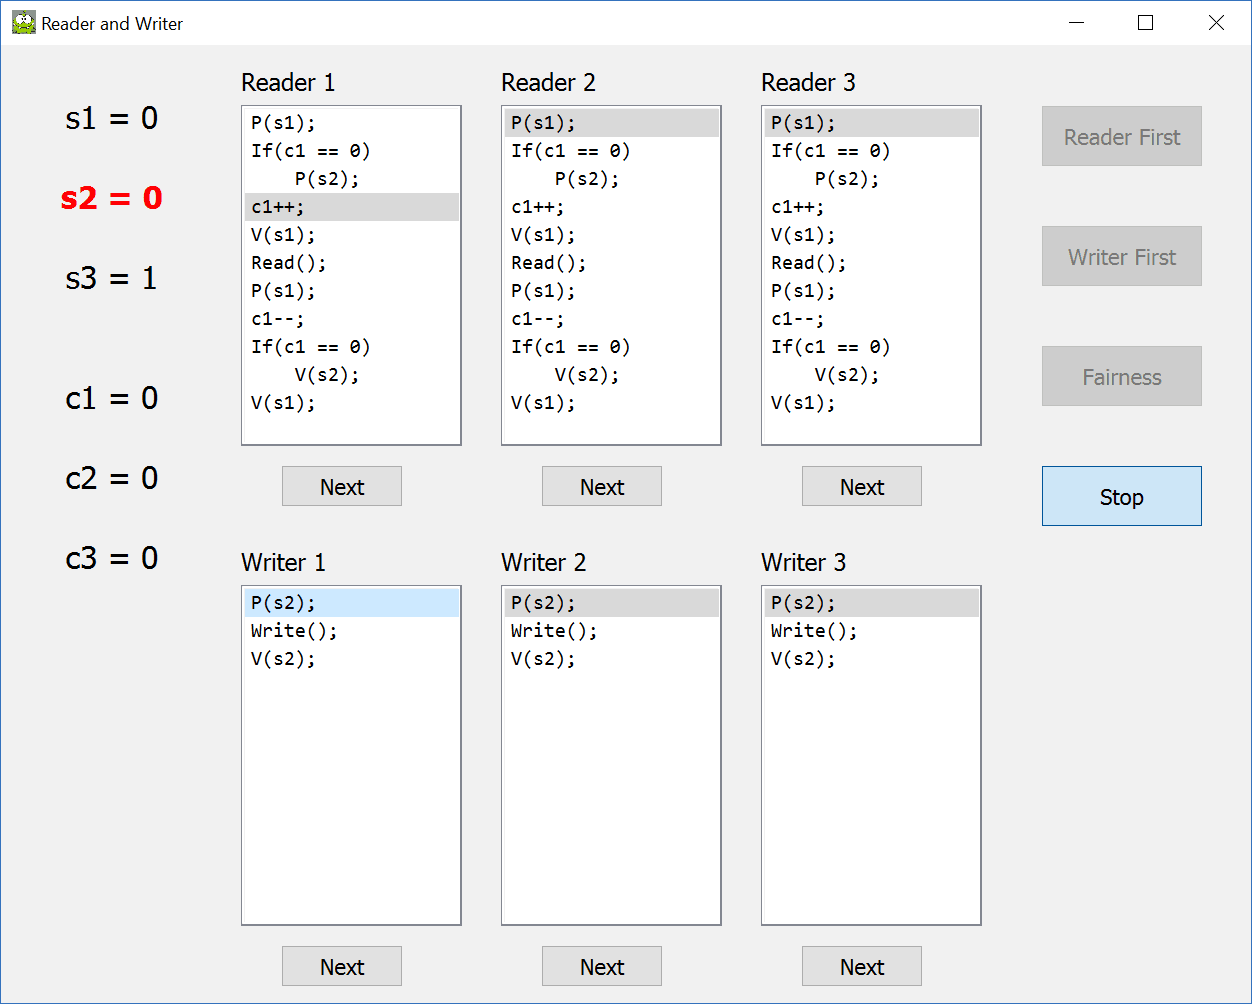 Reader and Writer
s1 = 0
s2 = 0
s3 = 1
c1 = 0
c2 = 0
c3 = 0
Reader 1
P(s1);
If(c1 == 0)
    P(s2);
c1++;
V(s1);
Read();
P(s1);
c1--;
If(c1 == 0)
    V(s2);
V(s1);
Next
Reader 2
P(s1);
If(c1 == 0)
    P(s2);
c1++;
V(s1);
Read();
P(s1);
c1--;
If(c1 == 0)
    V(s2);
V(s1);
Next
Reader 3
P(s1);
If(c1 == 0)
    P(s2);
c1++;
V(s1);
Read();
P(s1);
c1--;
If(c1 == 0)
    V(s2);
V(s1);
Next
Writer 1
P(s2);
Write();
V(s2);
Next
Writer 2
P(s2);
Write();
V(s2);
Next
Writer 3
P(s2);
Write();
V(s2);
Next
Reader First
Writer First
Fairness
Stop